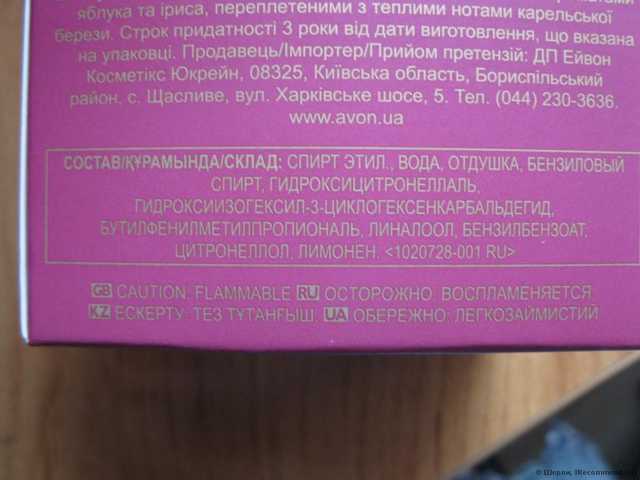 яблука та іриса, переплетеними з теплими нотами карельської
берези. Строк придатності 3 роки від дати виготовлення, що вказана
на упаковці. Продавець/Імпортер/Прийом претензій: ДП Ейвон
Косметікс Юкрейн, 08325, Київська область, Бориспільський
район, с. Щасливе, вул. Харківське шосе, 5. Тел. (044) 230-3636.
www.avon.ua
СОСТАВ/ҚҰРАМЫНДА/СКЛАД: СПИРТ ЭТИЛ., ВОДА, ОТДУШКА, БЕНЗИЛОВЫЙ
СПИРТ, ГИДРОКСИЦИТРОНЕЛЛАЛЬ,
ГИДРОКСИИЗОГЕКСИЛ-3-ЦИКЛОГЕКСЕНКАРБАЛЬДЕГИД,
БУТИЛФЕНИЛМЕТИЛПРОПИОНАЛЬ, ЛИНАЛООЛ, БЕНЗИЛБЕНЗОАТ,
ЦИТРОНЕЛЛОЛ, ЛИМОНЕН. <1020728-001 RU>
GB CAUTION: FLAMMABLE RU ОСТОРОЖНО: ВОСПЛАМЕНЯЕТСЯ.
KZ ЕСКЕРТУ: ТЕЗ ТҰТАНҒЫШ. UA ОБЕРЕЖНО: ЛЕГКОЗАЙМИСТИЙ
© Шерли, IRecommend.ru